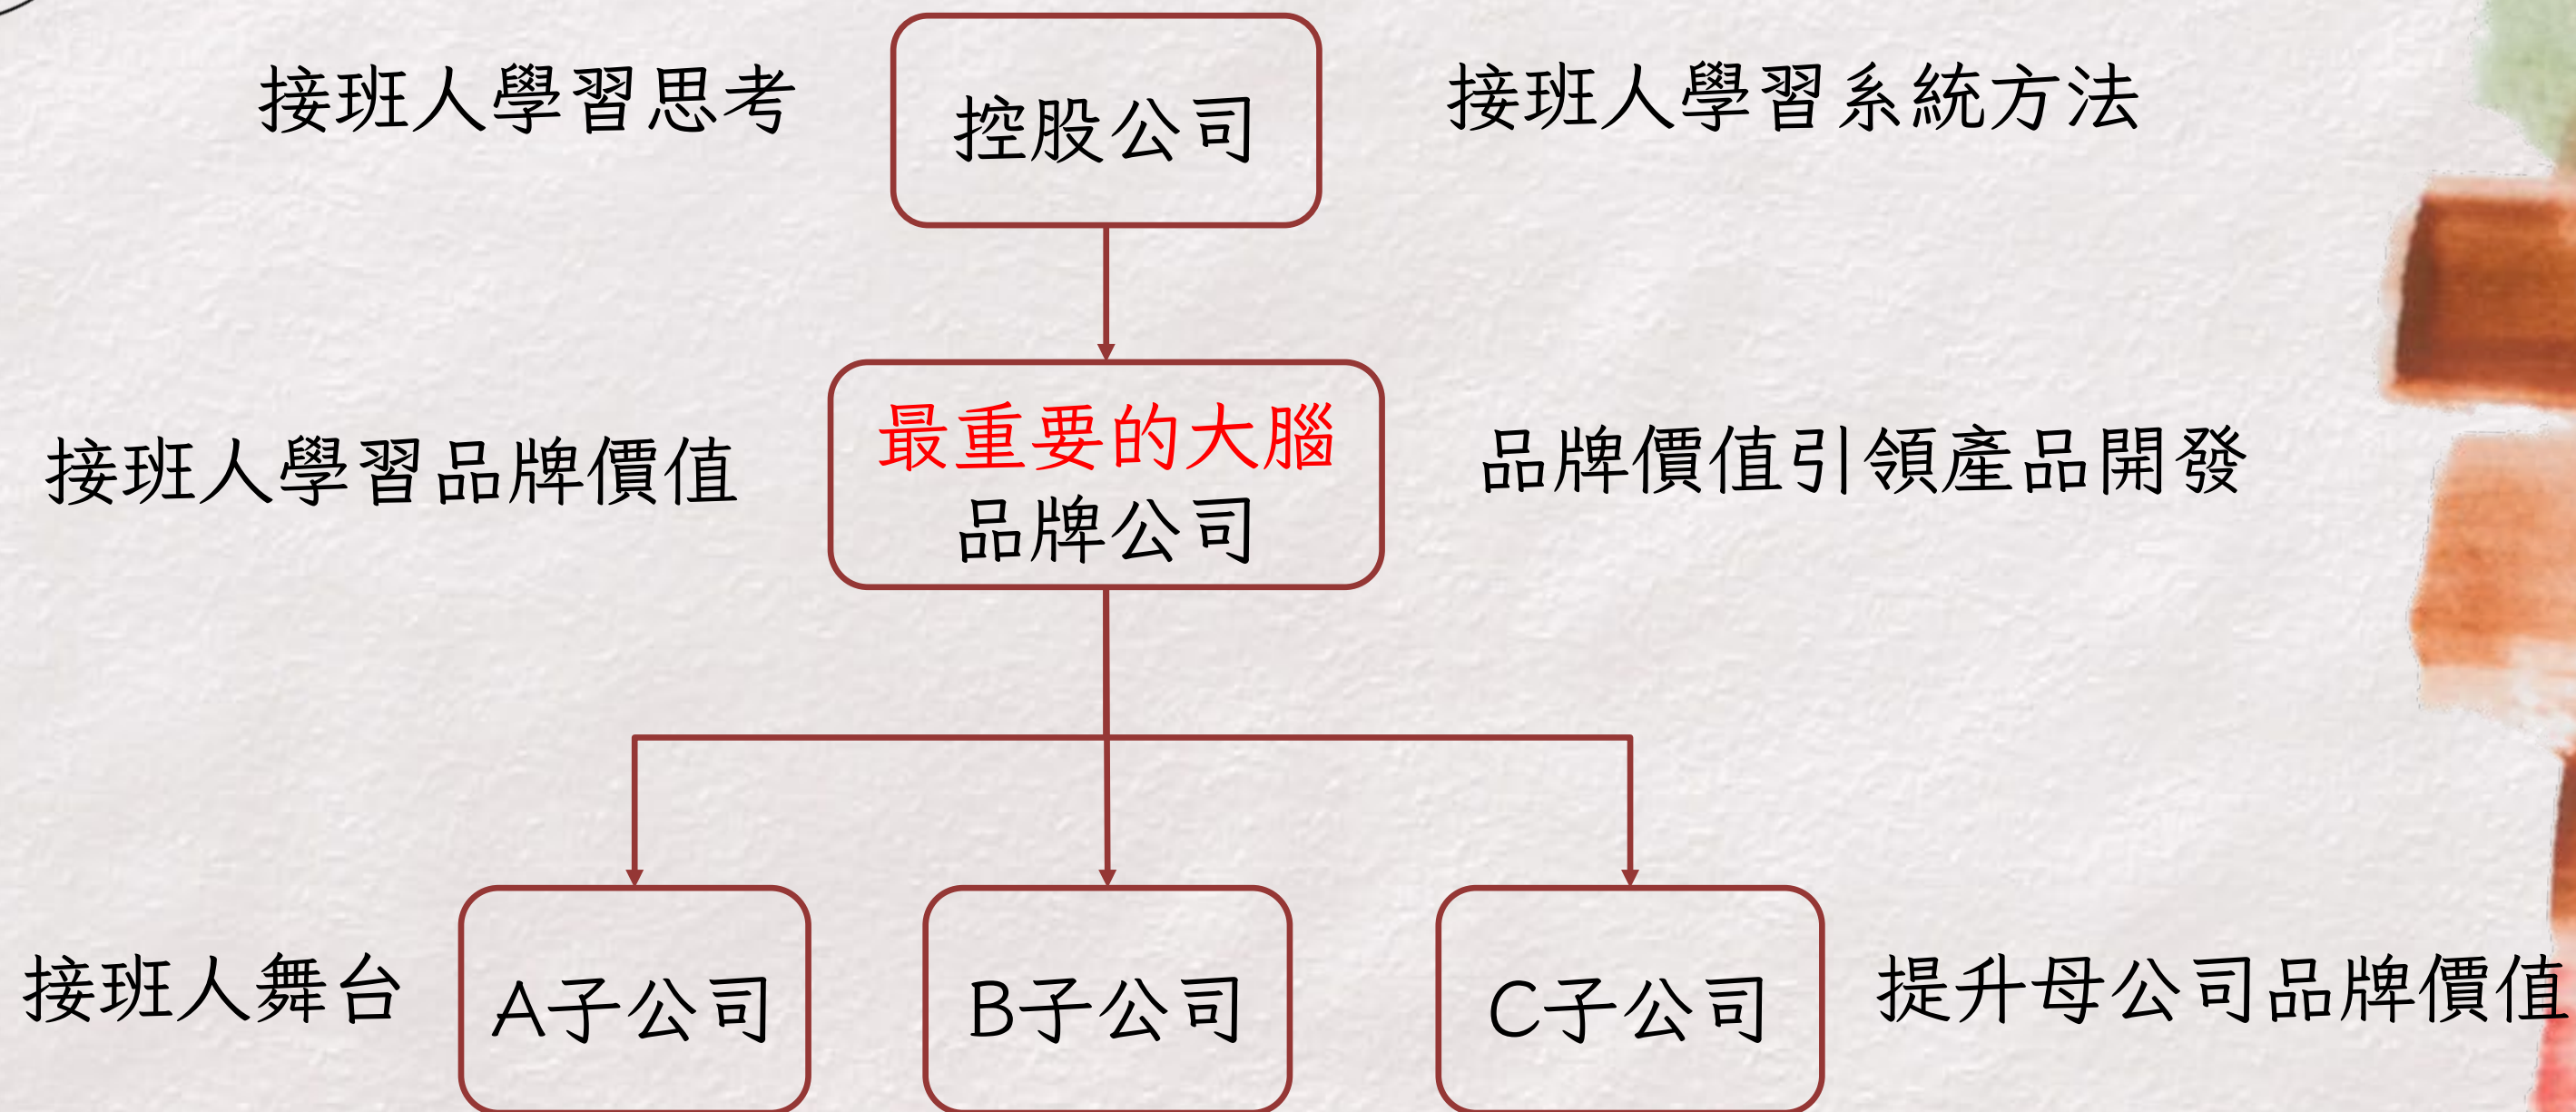 接班人學習思考
控股公司
接班人學習系統方法
接班人學習品牌價值
最重要的大腦
品牌公司
品牌價值引領產品開發
接班人舞台
A子公司
B子公司
C子公司
提升母公司品牌價值